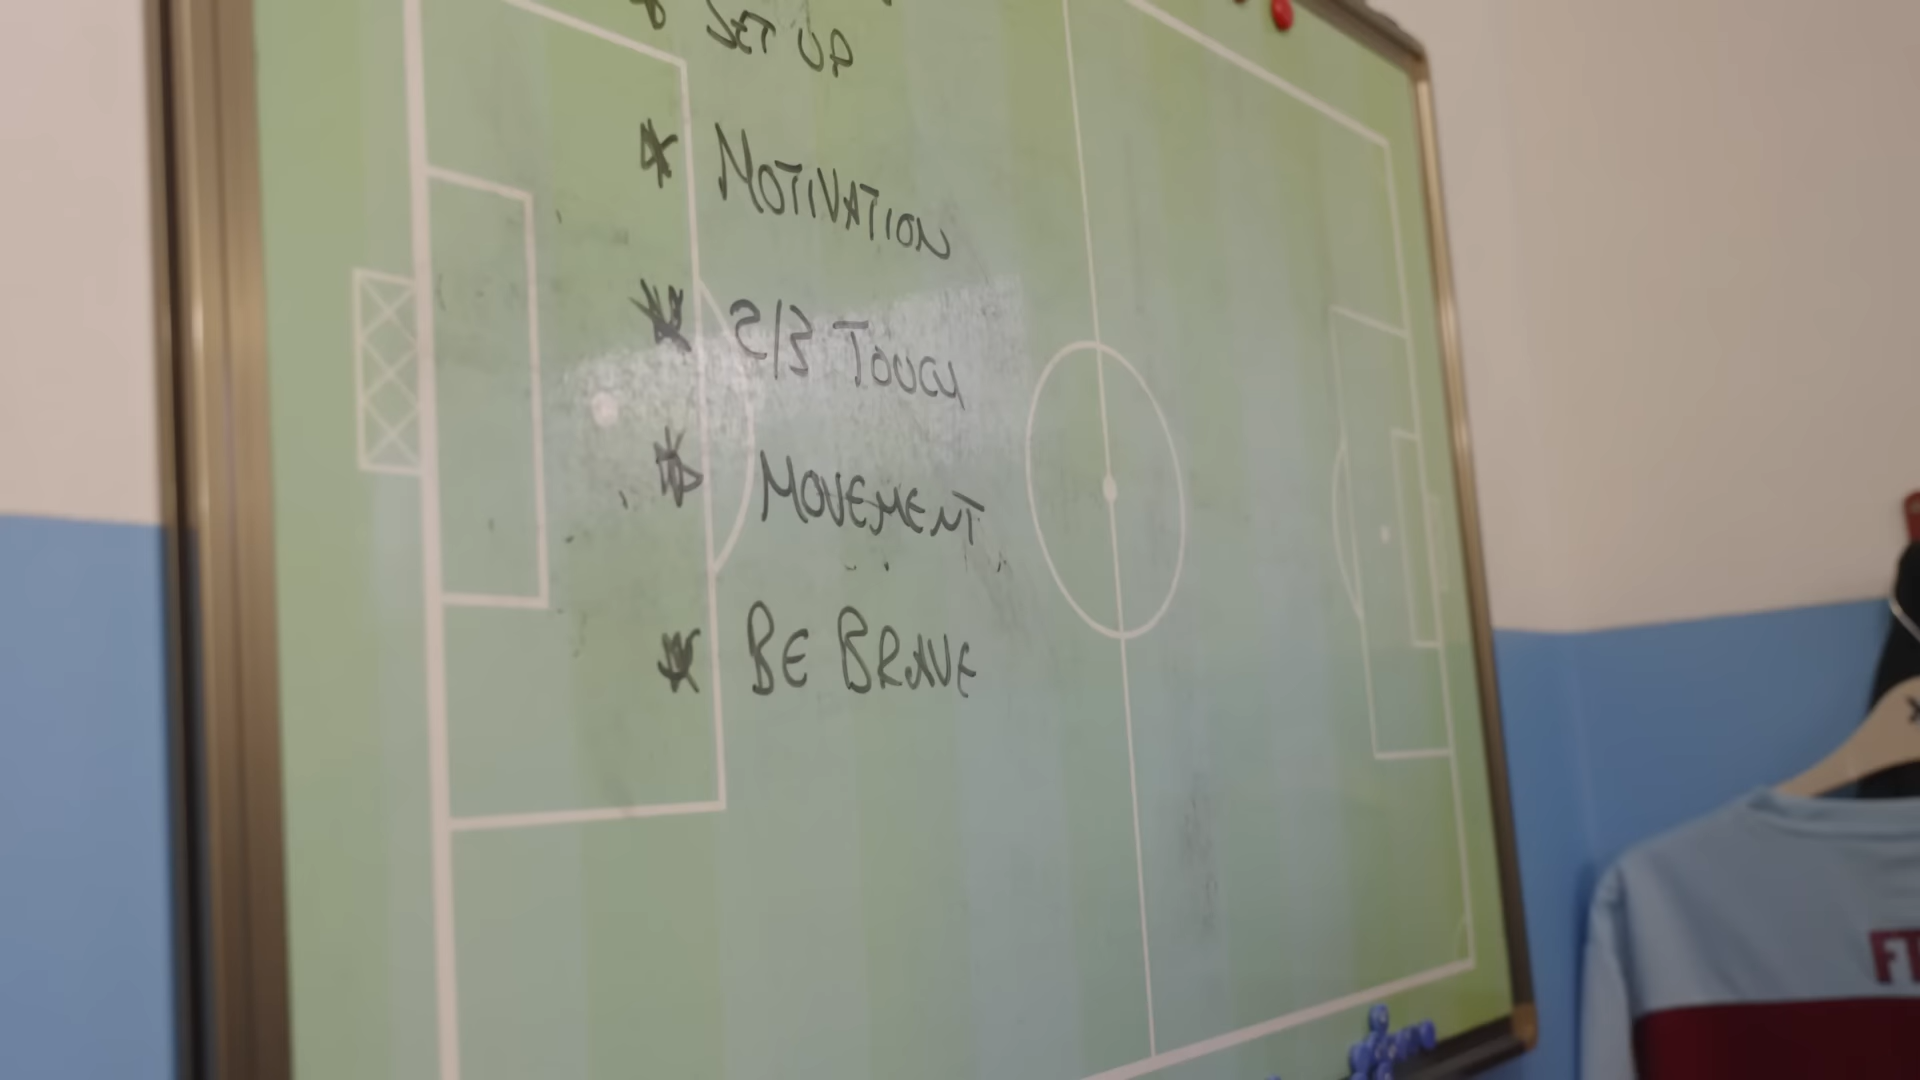 SET UP
* MOTIVATION
* 2/3 TOUCH
* MOVEMENT
* BE BRAVE